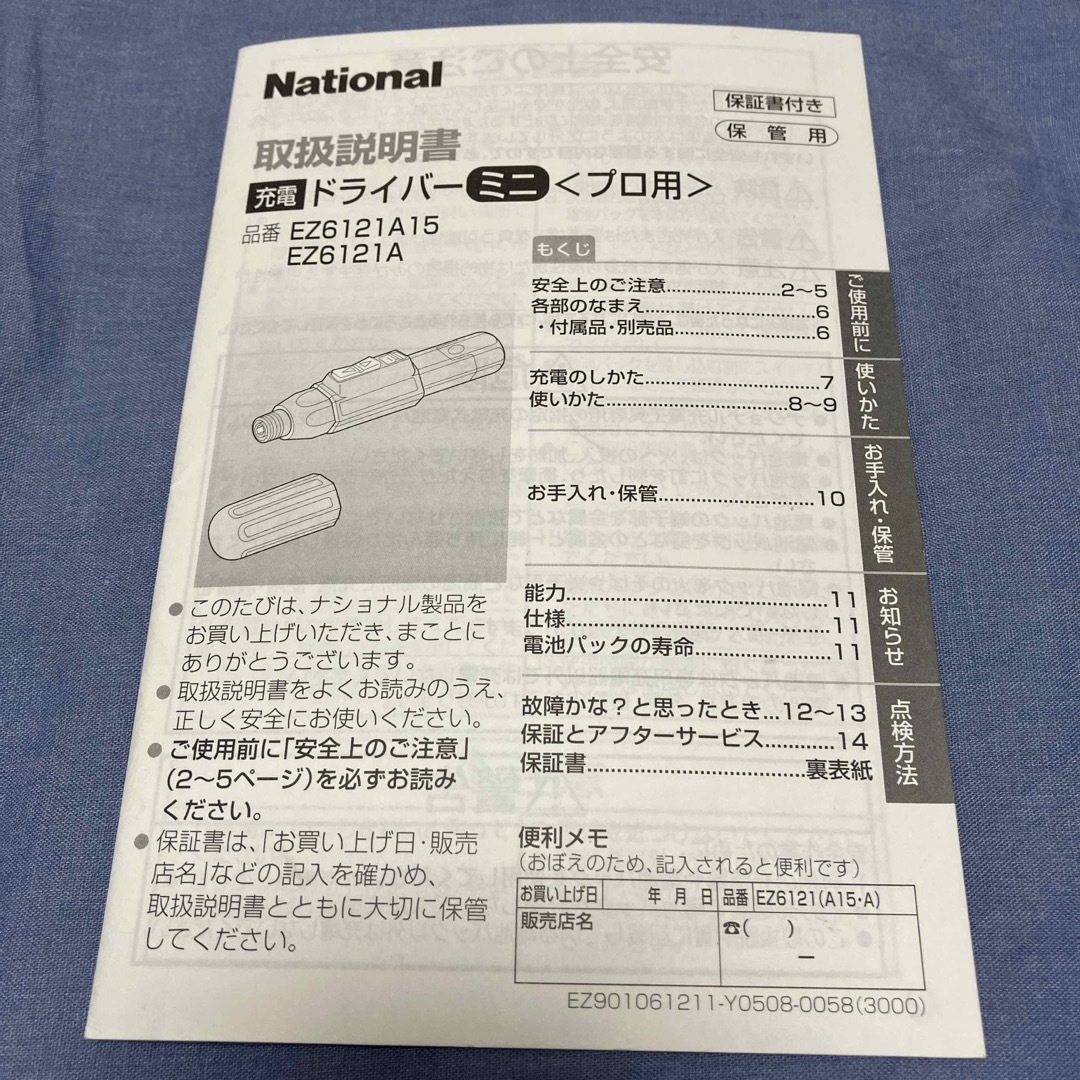 National
保証書付き
保管用
取扱説明書
充電ドライバーミニ<プロ用>
品番 EZ6121A15
EZ6121A
もくじ
安全上のご注意......................2〜5
各部のなまえ................................6
・付属品・別売品...........................6
ご使用前に
充電のしかた................................7
使いかた..................................8〜9
使いかた
お手入れ・保管............................10
お手入れ・保管
能力...........................................11
仕様...........................................11
電池パックの寿命......................11
お知らせ
故障かな?と思ったとき...12〜13
保証とアフターサービス............14
保証書.................................裏表紙
点検方法
●このたびは、ナショナル製品を
お買い上げいただき、まことに
ありがとうございます。
●取扱説明書をよくお読みのうえ、
正しく安全にお使いください。
●ご使用前に「安全上のご注意」
(2〜5ページ)を必ずお読み
ください。
●保証書は、「お買い上げ日・販売
店名」などの記入を確かめ、
取扱説明書とともに大切に保管
してください。
便利メモ
(おぼえのため、記入されると便利です)
お買い上げ日 年 月 日 品番 EZ6121(A15・A)
販売店名 ☎( )
ー
EZ901061211-Y0508-0058(3000)